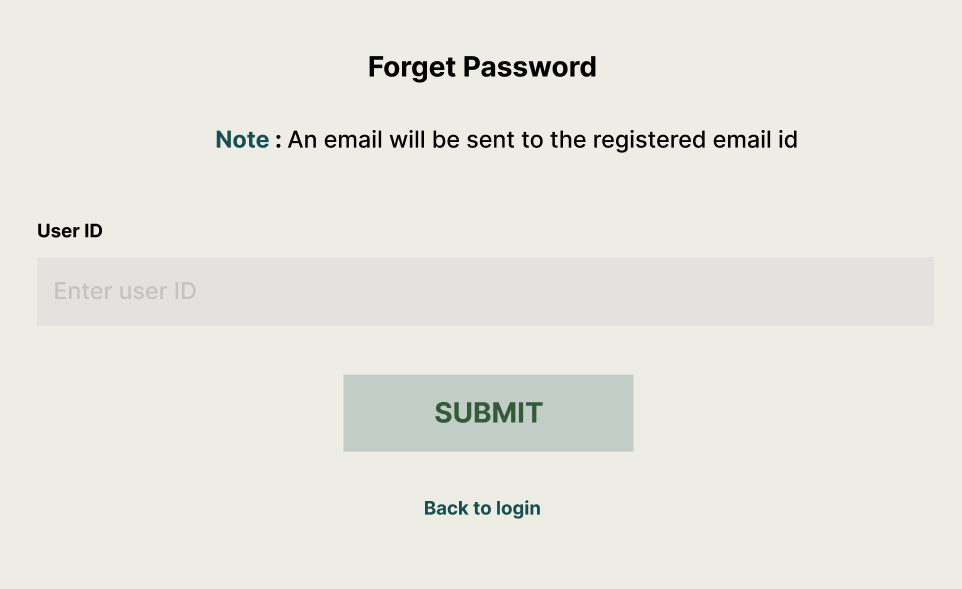 Forget Password
Note : An email will be sent to the registered email id
User ID
Enter user ID
SUBMIT
Back to login